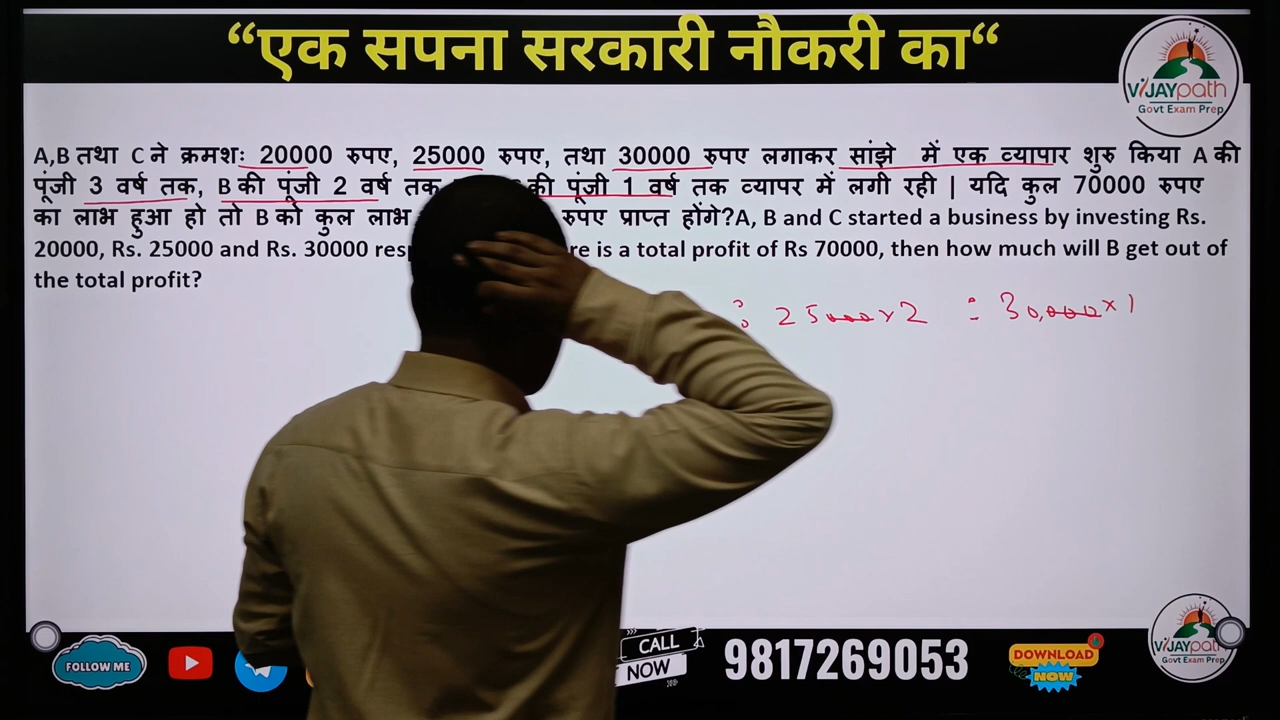 “एक सपना सरकारी नौकरी का“
VIJAYpath
Govt Exam Prep
A,B तथा C ने क्रमशः 20000 रुपए, 25000 रुपए, तथा 30000 रुपए लगाकर सांझे में एक व्यापार शुरु किया A की
पूंजी 3 वर्ष तक, B की पूंजी 2 वर्ष तक की पूंजी 1 वर्ष तक व्यापर में लगी रही | यदि कुल 70000 रुपए
का लाभ हुआ हो तो B को कुल लाभ रुपए प्राप्त होंगे?A, B and C started a business by investing Rs.
20000, Rs. 25000 and Rs. 30000 is a total profit of Rs 70000, then how much will B get out of
the total profit?
: 25000×2 : 30,000×1
FOLLOW ME
CALL
NOW
9817269053
DOWNLOAD
NOW
VIJAYpath
Govt Exam Prep